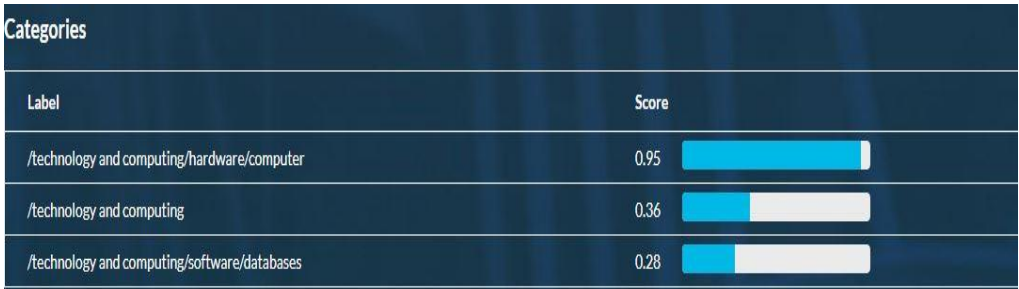 Categories
Label Score
/technology and computing/hardware/computer 0.95
/technology and computing 0.36
/technology and computing/software/databases 0.28